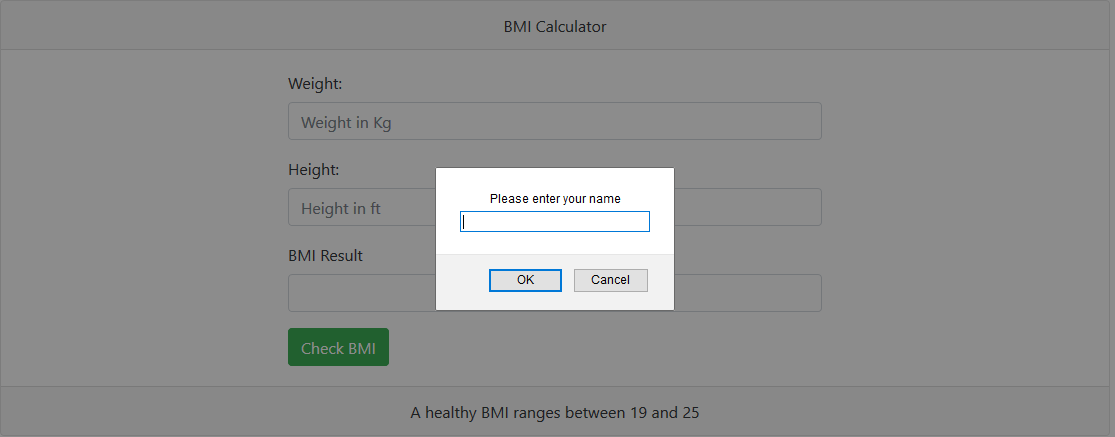 BMI Calculator
Weight:
Weight in Kg
Height:
Height in ft
Please enter your name
BMI Result
OK Cancel
Check BMI
A healthy BMI ranges between 19 and 25